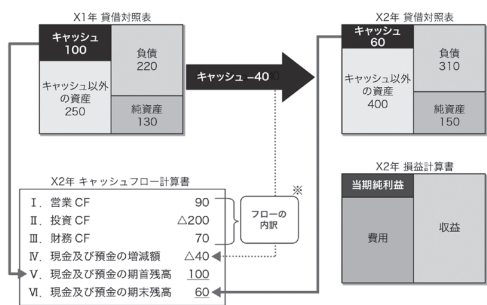 X1年 貸借対照表
キャッシュ
100
負債
220
キャッシュ以外
の資産
250
純資産
130
キャッシュ −40
X2年 貸借対照表
キャッシュ
60
負債
310
キャッシュ以外
の資産
400
純資産
150
X2年 キャッシュフロー計算書
Ⅰ. 営業 CF 90
Ⅱ. 投資 CF △200
Ⅲ. 財務 CF 70
Ⅳ. 現金及び預金の増減額 △40
Ⅴ. 現金及び預金の期首残高 100
Ⅵ. 現金及び預金の期末残高 60
※
フローの
内訳
X2年 損益計算書
当期純利益
費用
収益